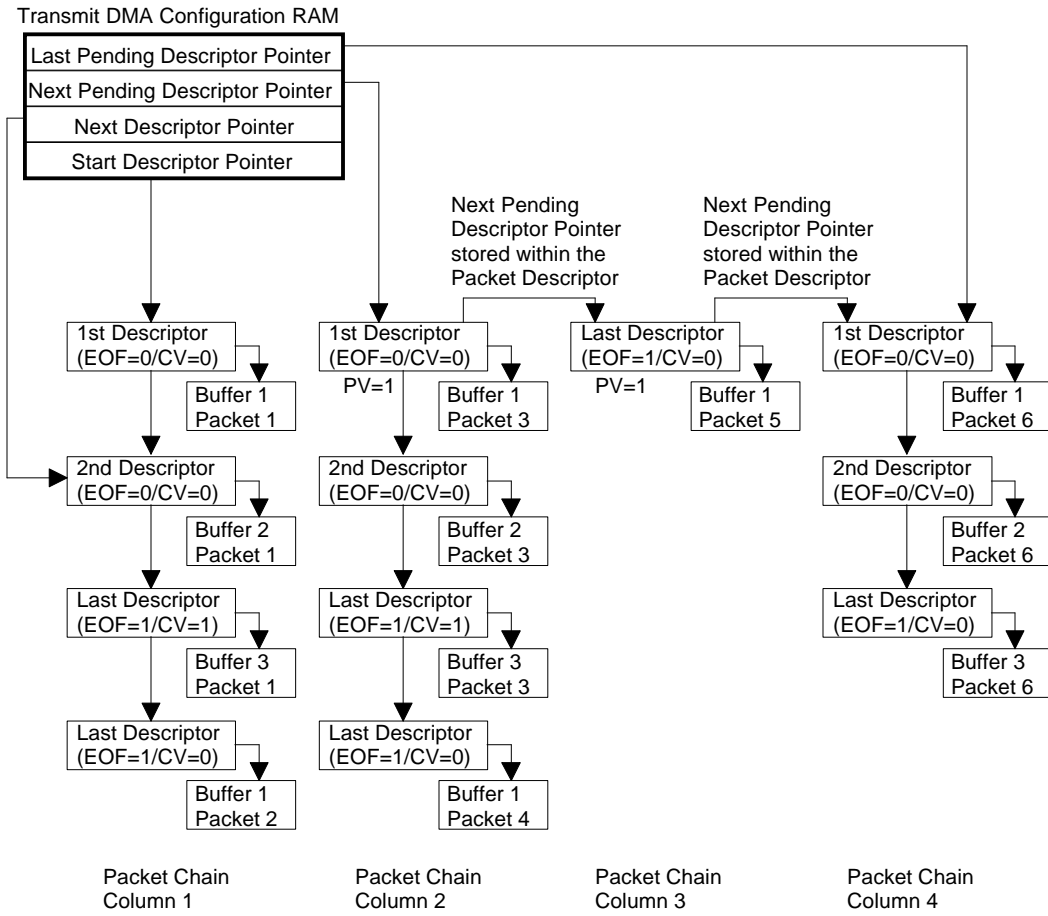 Transmit DMA Configuration RAM
Last Pending Descriptor Pointer
Next Pending Descriptor Pointer
Next Descriptor Pointer
Start Descriptor Pointer
Next Pending
Descriptor Pointer
stored within the
Packet Descriptor
Next Pending
Descriptor Pointer
stored within the
Packet Descriptor
1st Descriptor
(EOF=0/CV=0)
Buffer 1
Packet 1
2nd Descriptor
(EOF=0/CV=0)
Buffer 2
Packet 1
Last Descriptor
(EOF=1/CV=1)
Buffer 3
Packet 1
Last Descriptor
(EOF=1/CV=0)
Buffer 1
Packet 2
Packet Chain
Column 1
1st Descriptor
(EOF=0/CV=0)
PV=1
Buffer 1
Packet 3
2nd Descriptor
(EOF=0/CV=0)
Buffer 2
Packet 3
Last Descriptor
(EOF=1/CV=1)
Buffer 3
Packet 3
Last Descriptor
(EOF=1/CV=0)
Buffer 1
Packet 4
Packet Chain
Column 2
Last Descriptor
(EOF=1/CV=0)
PV=1
Buffer 1
Packet 5
Packet Chain
Column 3
1st Descriptor
(EOF=0/CV=0)
Buffer 1
Packet 6
2nd Descriptor
(EOF=0/CV=0)
Buffer 2
Packet 6
Last Descriptor
(EOF=1/CV=0)
Buffer 3
Packet 6
Packet Chain
Column 4